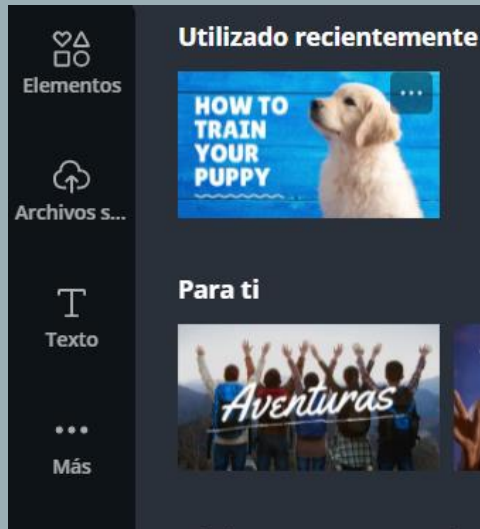 Elementos
Archivos s...
Texto
Más
Utilizado recientemente
HOW TO
TRAIN
YOUR
PUPPY
Para ti
Aventuras